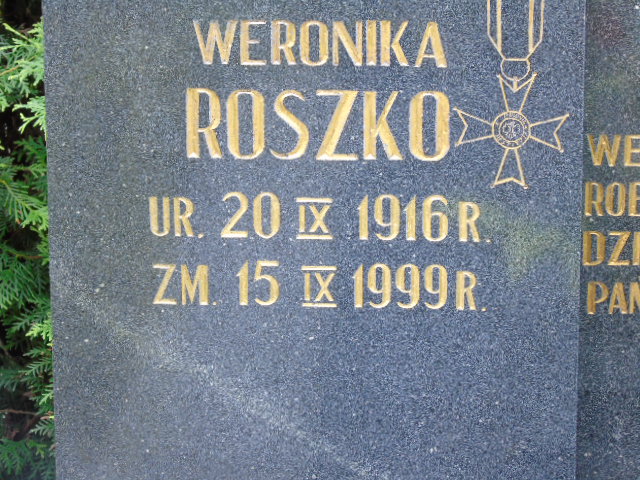 WERONIKA
ROSZKO
UR. 20 IX 1916 R.
ZM. 15 IX 1999 R.